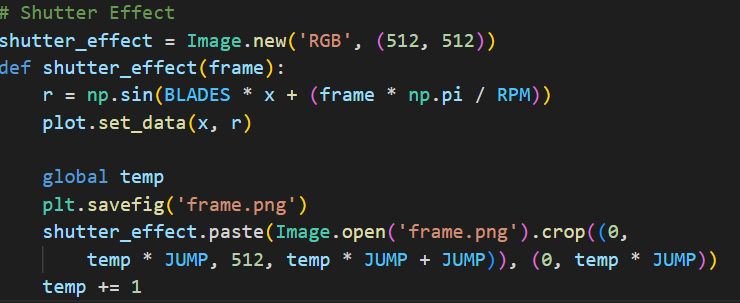 # Shutter Effect
shutter_effect = Image.new('RGB', (512, 512))
def shutter_effect(frame):
    r = np.sin(BLADES * x + (frame * np.pi / RPM))
    plot.set_data(x, r)

    global temp
    plt.savefig('frame.png')
    shutter_effect.paste(Image.open('frame.png').crop((0,
        temp * JUMP, 512, temp * JUMP + JUMP)), (0, temp * JUMP))
    temp += 1